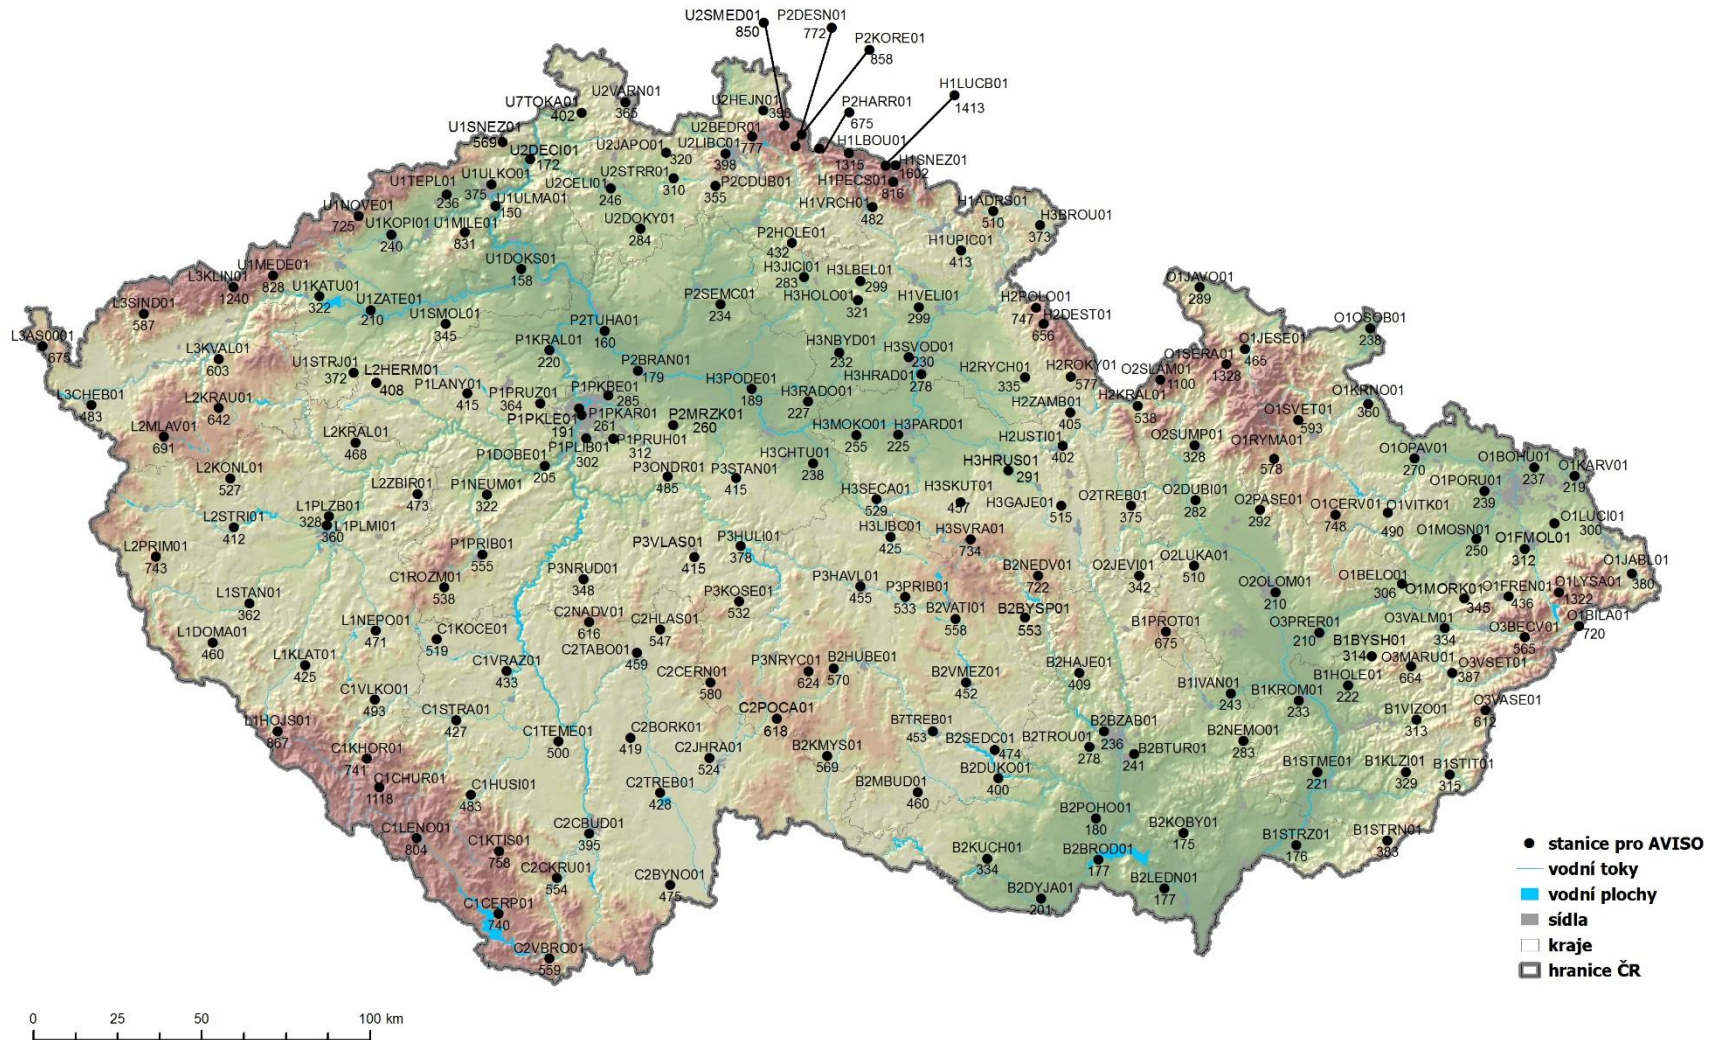 U2SMED01
850
P2DESN01
772
P2KORE01
858
H1LUCB01
1413
U7TOKA01
402
U2VARN01
365
U2HEJN01
396
P2HARR01
675
U1SNEZ01
569
U2DECI01
172
U2JAPO01
320
U2BEDR01
777
U2LIBC01
398
H1LBOU01
1315
H1SNEZ01
1602
U1TEPL01
236
U1ULKO01
375
U2CELI01
246
U2STRR01
310
P2CDUB01
355
H1PECS01
816
U1NOVE01
725
U1KOPI01
240
U1ULMA01
150
U1MILE01
831
U2DOKY01
284
H1VRCH01
482
H1ADRS01
510
H3BROU01
373
P2HOLE01
432
H1UPIC01
413
L3KLIN01
1240
U1MEDE01
828
U1DOKS01
158
H3JICI01
283
H3LBEL01
299
O1JAVO01
289
L3SIND01
587
U1KATU01
322
U1ZATE01
210
U1SMOL01
345
P2SEMC01
234
H3HOLO01
321
H1VELI01
299
H2POLO01
747
H2DEST01
656
L3AS0001
675
P2TUHA01
160
O1OSOB01
238
L3KVAL01
603
P1KRAL01
220
H3NBYD01
232
H3SVOD01
230
O1JESE01
465
O1SERA01
1328
U1STRJ01
372
L2HERM01
408
P2BRAN01
179
H3HRAD01
278
H2RYCH01
335
H2ROKY01
577
O2SLAM01
1100
L3CHEB01
483
L2KRAU01
642
P1LANY01
415
P1PRUZ01
364
P1PKBE01
285
H3PODE01
189
H3RADO01
227
H2KRAL01
538
O1KRNO01
360
P1PKAR01
261
P1PKLE01
191
P2MRZK01
260
H2ZAMB01
405
O1SVET01
593
L2MLAV01
691
L2KRAL01
468
P1PLIB01
302
P1PRUH01
312
H3MOKO01
255
H3PARD01
225
H2USTI01
402
O2SUMP01
328
O1RYMA01
578
O1OPAV01
270
L2KONL01
527
P1DOBE01
205
P3ONDR01
485
P3STAN01
415
H3CHTU01
238
H3HRUS01
291
O1BOHU01
237
O1KARV01
219
L2ZBIR01
473
P1NEUM01
322
H3SECA01
529
H3SKUT01
457
H3GAJE01
515
O2TREB01
375
O2DUBI01
282
O2PASE01
292
O1CERV01
748
O1VITK01
490
O1PORU01
239
L2STRI01
412
L1PLZB01
328
L1PLMI01
360
H3LIBC01
425
H3SVRA01
734
O1MOSN01
250
O1LUCI01
300
L2PRIM01
743
P1PRIB01
555
P3VLAS01
415
P3HULI01
378
O1FMOL01
312
C1ROZM01
538
P3NRUD01
348
P3HAVL01
455
P3PRIB01
533
B2NEDV01
722
O2JEVI01
342
O2LUKA01
510
O2OLOM01
210
O1BELO01
306
O1MORK01
345
O1FREN01
436
O1LYSA01
1322
O1JABL01
380
L1STAN01
362
P3KOSE01
532
B2VATI01
558
B2BYSP01
553
L1DOMA01
460
L1NEPO01
471
C1KOCE01
519
C2NADV01
616
C2HLAS01
547
B1PROT01
675
O3PRER01
210
O3VALM01
334
O3BECV01
565
O1BILA01
720
L1KLAT01
425
C1VRAZ01
433
C2TABO01
459
P3NRYC01
624
B2HUBE01
570
B2HAJE01
409
B1BYSH01
314
O3MARU01
664
O3VSET01
387
C1VLKO01
493
C2CERN01
580
B2VMEZ01
452
B1IVAN01
243
B1KROM01
233
B1HOLE01
222
L1HOJS01
867
C1STRA01
427
C2POCA01
618
B1VIZO01
313
O3VASE01
612
C1KHOR01
741
C1TEME01
500
C2BORK01
419
C2JHRA01
524
B2KMYS01
569
B7TREB01
453
B2SEDC01
474
B2TROU01
278
B2BZAB01
236
B2BTUR01
241
B2NEMO01
283
C1CHUR01
1118
C1HUSI01
483
C2TREB01
428
B2MBUD01
460
B2DUKO01
400
B1STME01
221
B1KLZI01
329
B1STIT01
315
C1LENO01
804
C1KTIS01
758
C2CBUD01
395
B2POHO01
180
B2KOBY01
175
B1STRZ01
176
B1STRN01
383
C2CKRU01
554
C2BYNO01
475
B2KUCH01
334
B2BROD01
177
B2DYJA01
201
B2LEDN01
177
C1CERP01
740
C2VBRO01
559
stanice pro AVISO
vodní toky
vodní plochy
sídla
kraje
hranice ČR
0 25 50 100 km